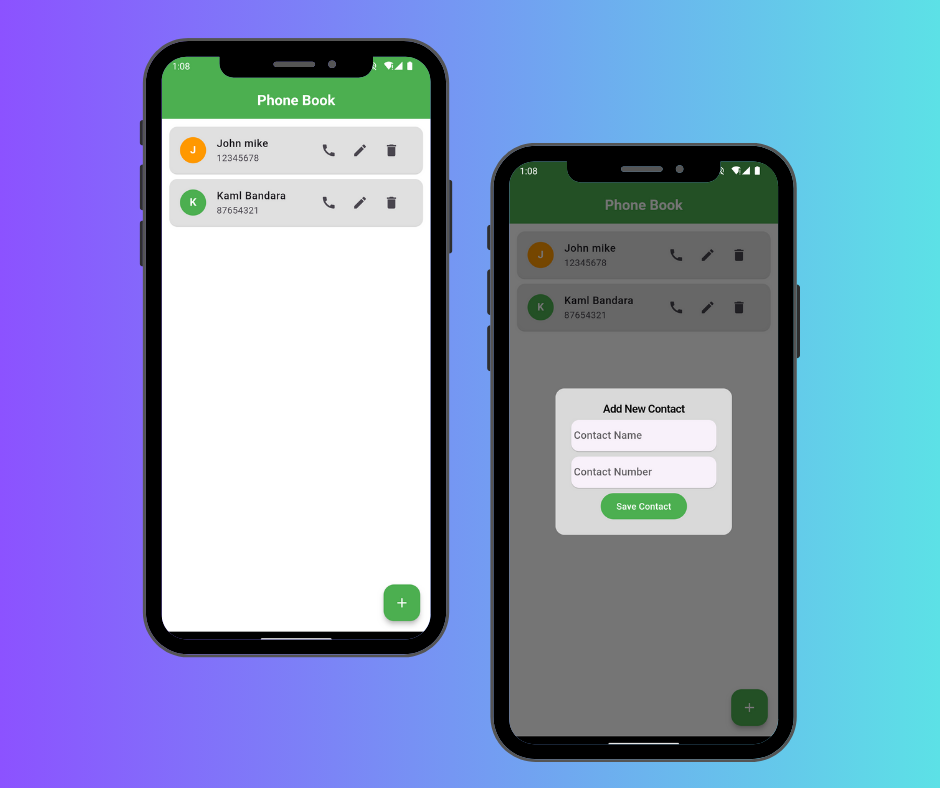 1:08
Phone Book
J
John mike
12345678
K
Kaml Bandara
87654321
+
1:08
Phone Book
J
John mike
12345678
K
Kaml Bandara
87654321
Add New Contact
Contact Name
Contact Number
Save Contact
+